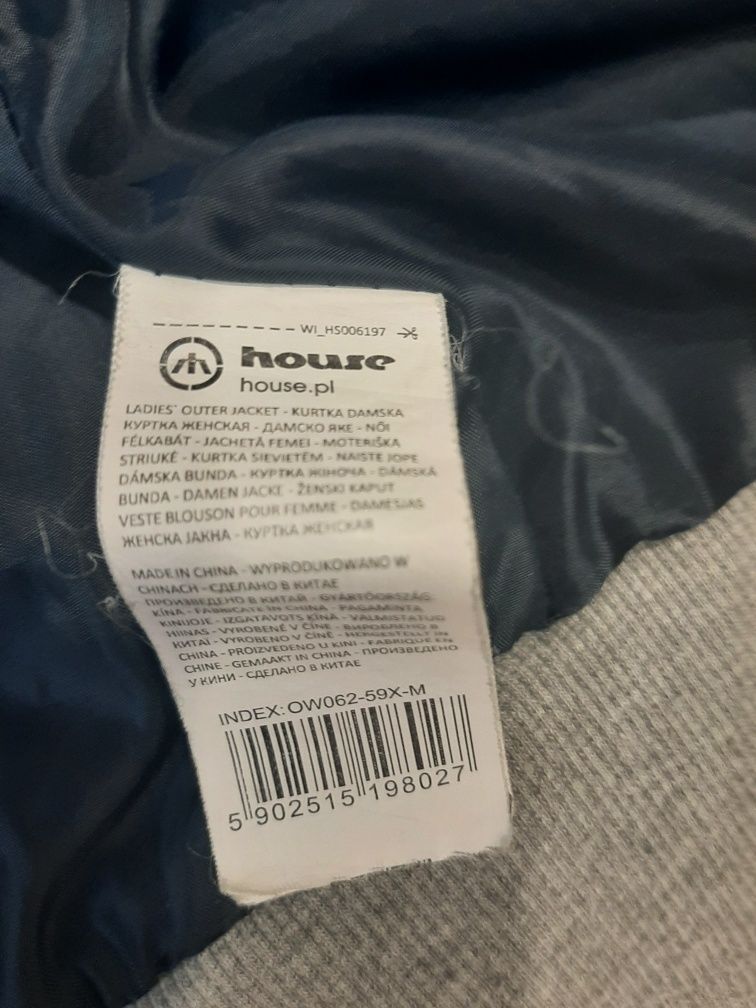 WI_HS006197
house
house.pl
LADIES' OUTER JACKET - KURTKA DAMSKA
КУРТКА ЖЕНСКАЯ - ДАМСКО ЯКЕ - NŐI
FÉLKABÁT - JACHETĂ FEMEI - MOTERIŠKA
STRIUKĖ - KURTKA SIEVIETĒM - NAISTE JOPE
DÁMSKA BUNDA - КУРТКА ЖІНОЧА - DÁMSKÁ
BUNDA - DAMEN JACKE - ŽENSKI KAPUT
VESTE BLOUSON POUR FEMME - DAMESJAS
ЖЕНСКА ЈАКНА - КУРТКА ЖЕНСКАЯ
MADE IN CHINA - WYPRODUKOWANO W
CHINACH - СДЕЛАНО В КИТАЕ
ПРОИЗВЕДЕНО В КИТАЙ - GYÁRTÓORSZÁG:
KÍNA - FABRICATE IN CHINA - PAGAMINTA
KINIJOJE - IZGATAVOTS ĶĪNĀ - VALMISTATUD
HIINAS - VYROBENÉ V ČÍNE - ВИРОБЛЕНО В
КИТАЇ - VYROBENO V ČÍNĚ - HERGESTELLT IN
CHINA - PROIZVEDENO U KINI - FABRIQUÉ EN
CHINE - GEMAAKT IN CHINA - ПРОИЗВЕДЕНО
У КИНИ - СДЕЛАНО В КИТАЕ
INDEX: OW062-59X-M
5 902515 198027